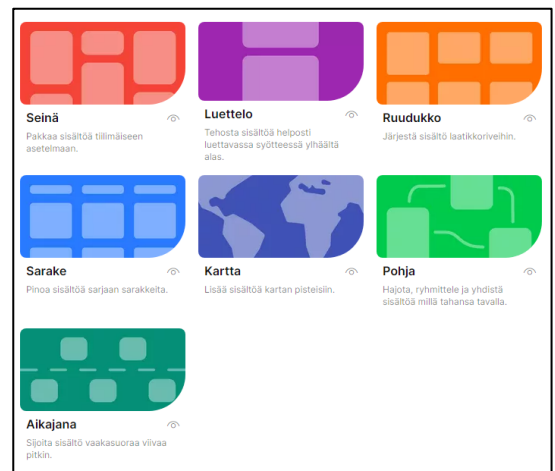 Seinä
Pakkaa sisältöä tiilimäiseen
asetelmaan.
Luettelo
Tehosta sisältöä helposti
luettavassa syötteessä ylhäältä
alas.
Ruudukko
Järjestä sisältö laatikkoriveihin.
Sarake
Pinoa sisältöä sarjaan sarakkeita.
Kartta
Lisää sisältöä kartan pisteisiin.
Pohja
Hajota, ryhmittele ja yhdistä
sisältöä millä tahansa tavalla.
Aikajana
Sijoita sisältö vaakasuoraa viivaa
pitkin.